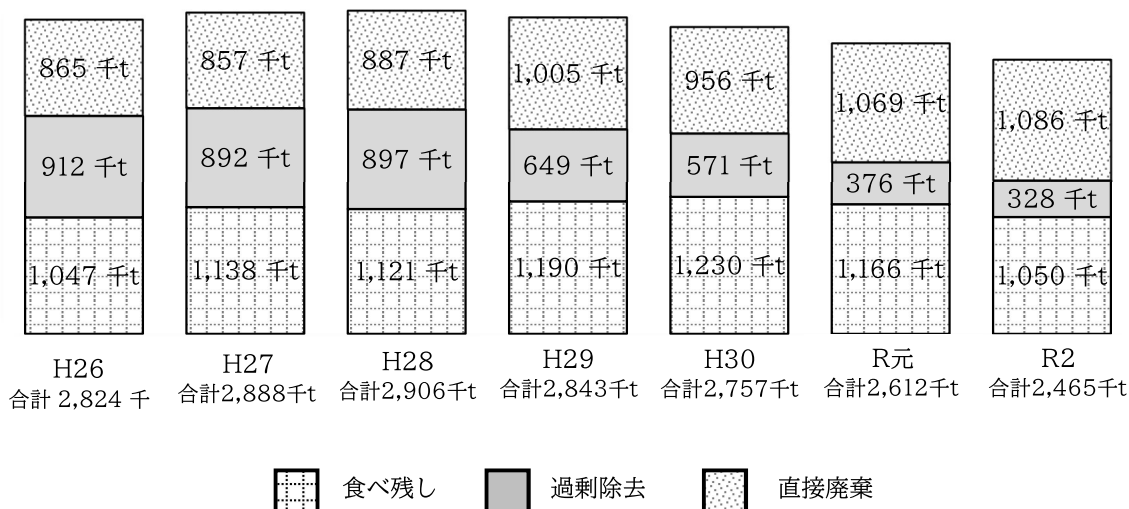 865 千t
912 千t
1,047 千t
H26
合計 2,824 千
857 千t
892 千t
1,138 千t
H27
合計2,888千t
887 千t
897 千t
1,121 千t
H28
合計2,906千t
1,005 千t
649 千t
1,190 千t
H29
合計2,843千t
956 千t
571 千t
1,230 千t
H30
合計2,757千t
1,069 千t
376 千t
1,166 千t
R元
合計2,612千t
1,086 千t
328 千t
1,050 千t
R2
合計2,465千t
食べ残し
過剰除去
直接廃棄